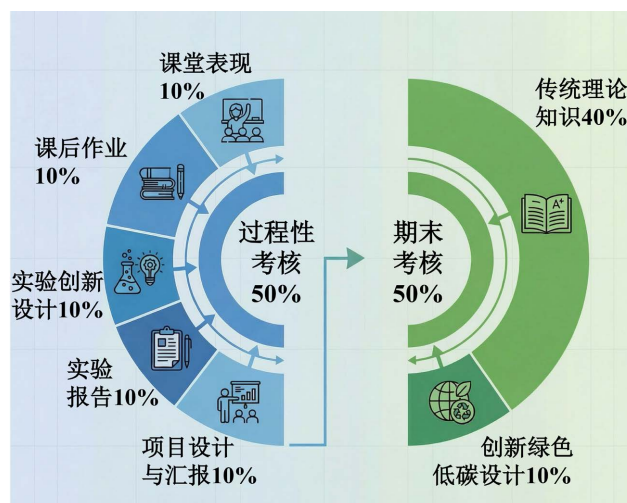 课堂表现
10%
课后作业
10%
实验创新
设计10%
实验
报告10%
项目设计
与汇报10%
过程性
考核
50%
期末
考核
50%
传统理论
知识40%
A+
创新绿色
低碳设计10%